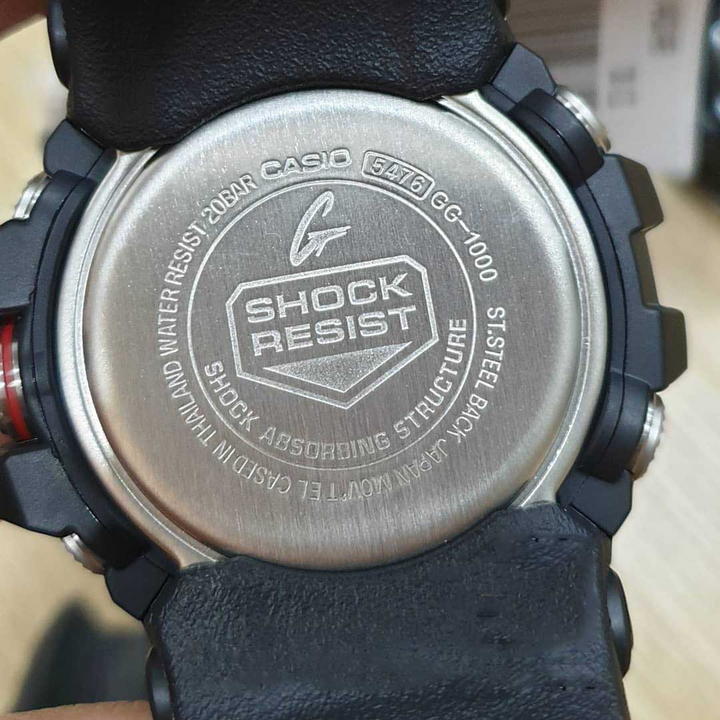 CASIO 5476 GG-1000
ST.STEEL BACK JAPAN MOV'T EL CASED IN THAILAND WATER RESIST 20BAR
G
SHOCK
RESIST
SHOCK ABSORBING STRUCTURE